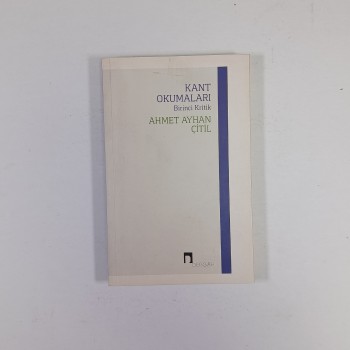 KANT
OKUMALARI
Birinci Kritik
AHMET AYHAN
ÇİTİL